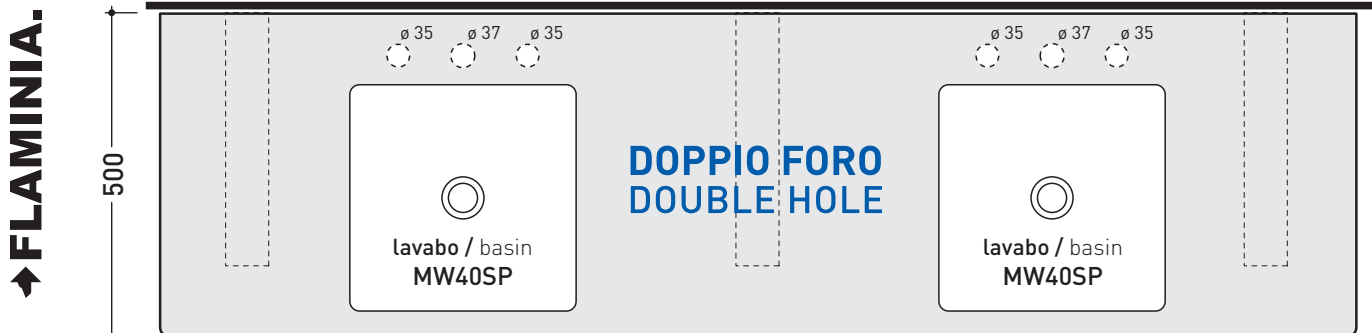 FLAMINIA.
500
ø 35 ø 37 ø 35
ø 35 ø 37 ø 35
DOPPIO FORO
DOUBLE HOLE
lavabo / basin
MW40SP
lavabo / basin
MW40SP